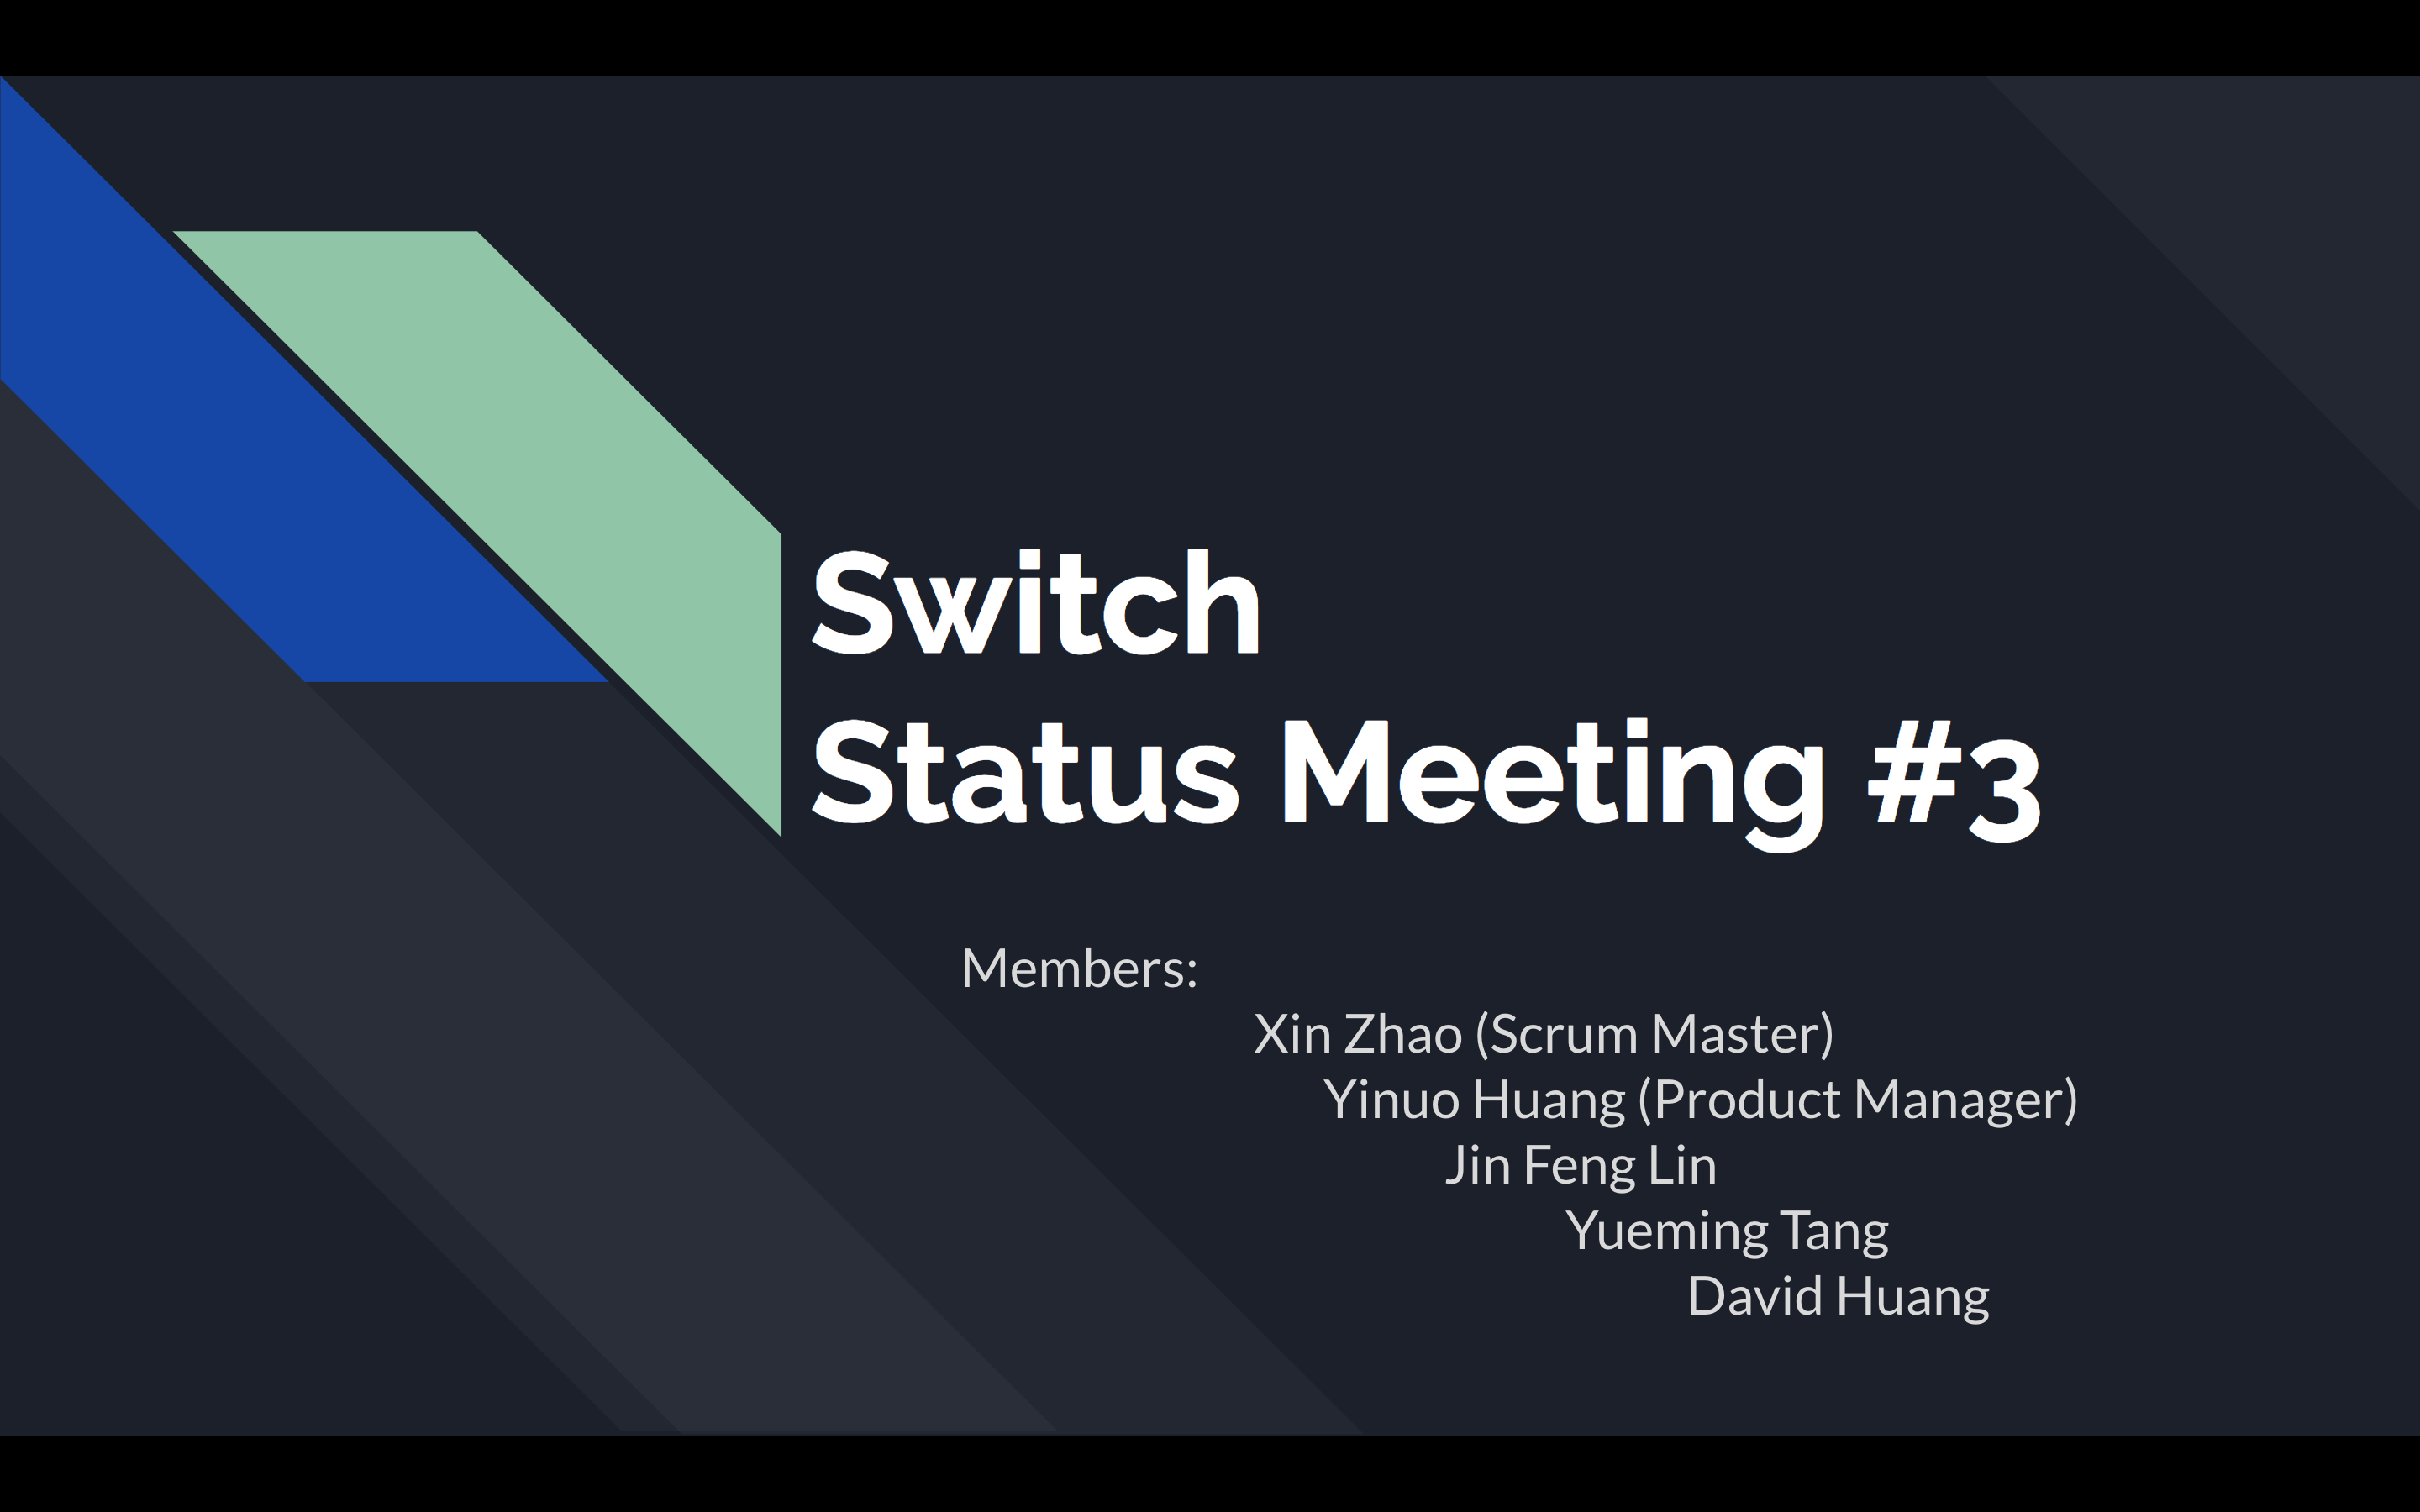 Switch
Status Meeting #3
Members:
Xin Zhao (Scrum Master)
Yinuo Huang (Product Manager)
Jin Feng Lin
Yueming Tang
David Huang